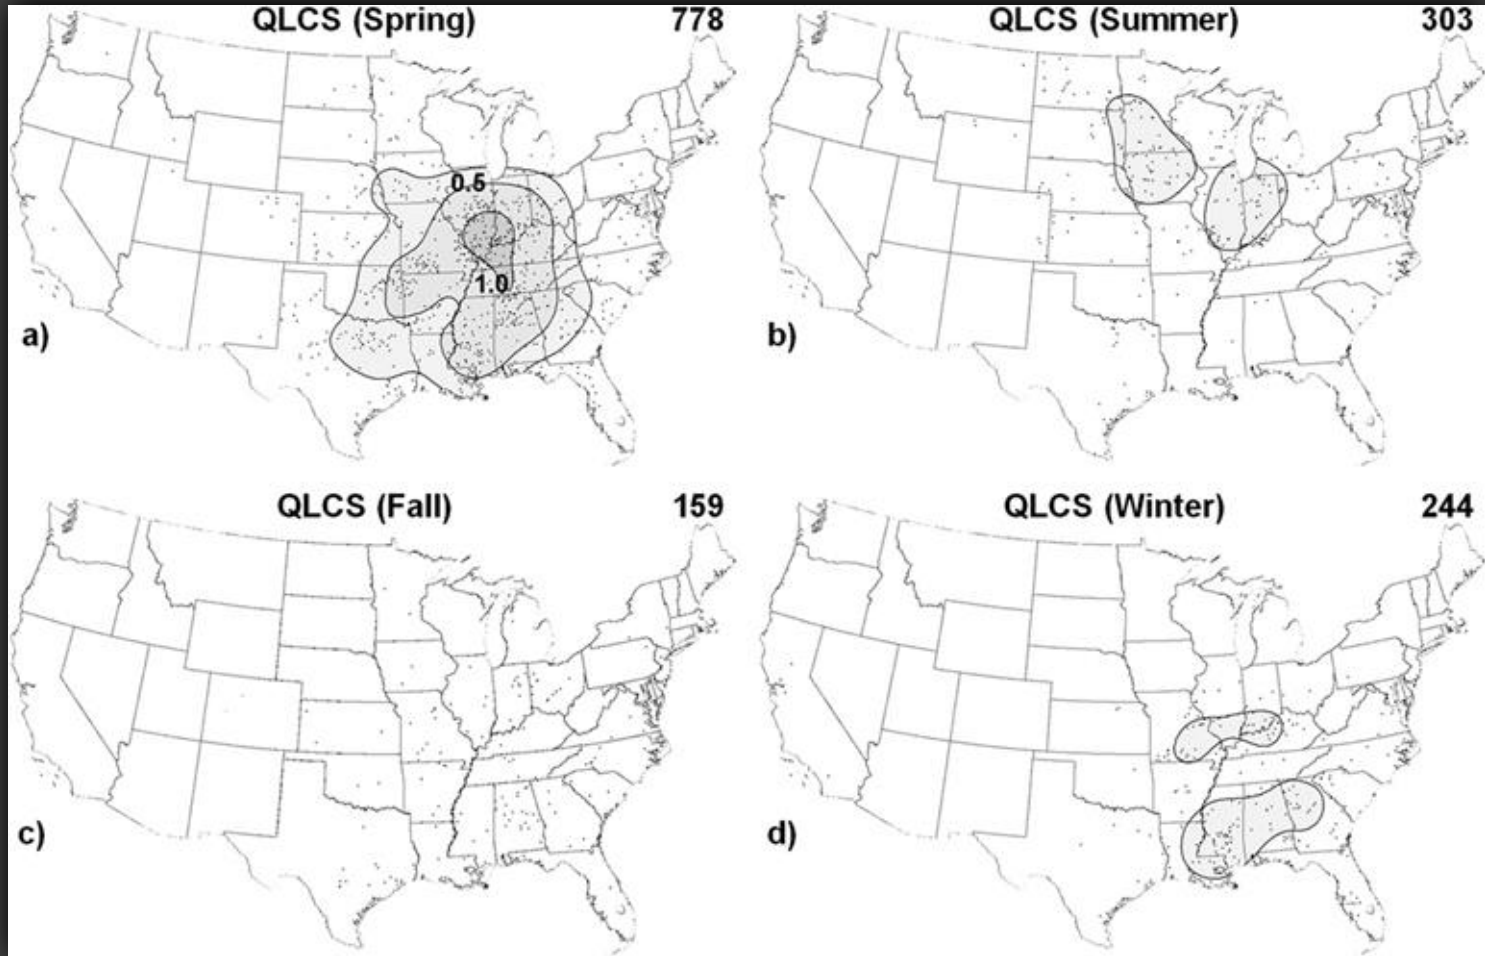 QLCS (Spring) 778
QLCS (Summer) 303
0.5
1.0
a)
b)
QLCS (Fall) 159
QLCS (Winter) 244
c)
d)